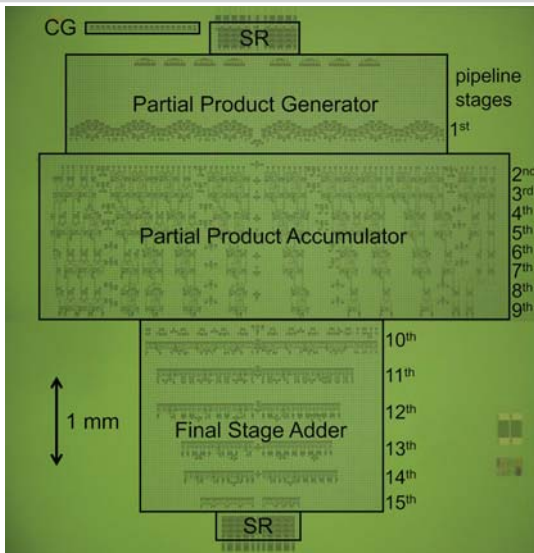 CG
SR
Partial Product Generator
pipeline
stages
1st
2nd
3rd
Partial Product Accumulator
4th
5th
6th
7th
8th
9th
10th
11th
1 mm
12th
Final Stage Adder
13th
14th
15th
SR